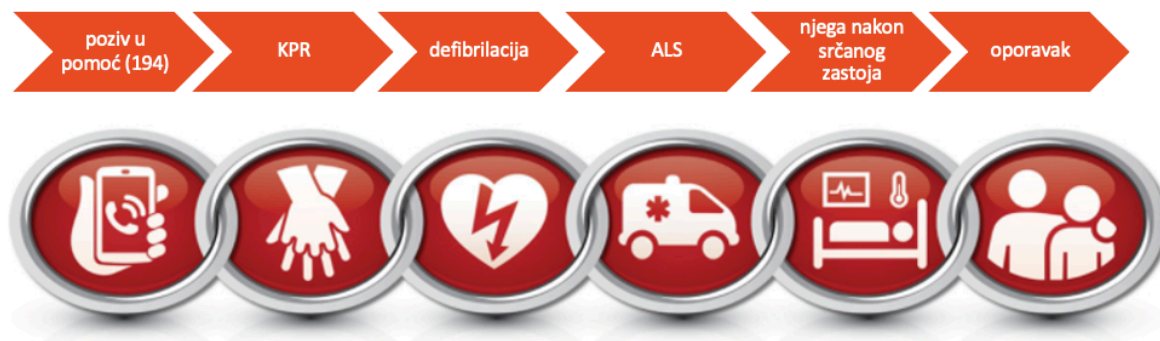 poziv u
pomoć (194)
KPR
defibrilacija
ALS
njega nakon
srčanog
zastoja
oporavak